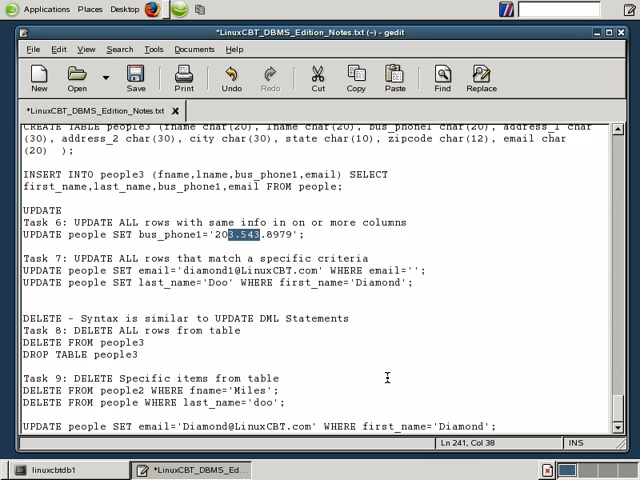 Applications Places Desktop
*LinuxCBT_DBMS_Edition_Notes.txt (~) - gedit
File Edit View Search Tools Documents Help
New Open Save Print Undo Redo Cut Copy Paste Find Replace
*LinuxCBT_DBMS_Edition_Notes.txt
CREATE TABLE people3 (fname char(20), lname char(20), bus_phone1 char(20), address_1 char
(30), address_2 char(30), city char(30), state char(10), zipcode char(12), email char
(20)  );
INSERT INTO people3 (fname,lname,bus_phone1,email) SELECT
first_name,last_name,bus_phone1,email FROM people;
UPDATE
Task 6: UPDATE ALL rows with same info in on or more columns
UPDATE people SET bus_phone1='203.543.8979';
Task 7: UPDATE ALL rows that match a specific criteria
UPDATE people SET email='diamond1@LinuxCBT.com' WHERE email='';
UPDATE people SET last_name='Doo' WHERE first_name='Diamond';
DELETE - Syntax is similar to UPDATE DML Statements
Task 8: DELETE ALL rows from table
DELETE FROM people3
DROP TABLE people3
Task 9: DELETE Specific items from table
DELETE FROM people2 WHERE fname='Miles';
DELETE FROM people WHERE last_name='doo';
UPDATE people SET email='Diamond@LinuxCBT.com' WHERE first_name='Diamond';
Ln 241, Col 38 INS
linuxcbtdb1 *LinuxCBT_DBMS_Ed...